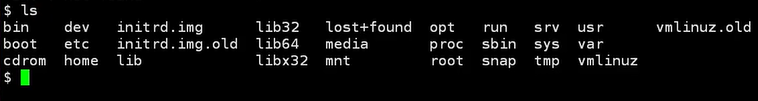 $ ls
bin    dev   initrd.img      lib32   lost+found  opt   run   srv  usr      vmlinuz.old
boot   etc   initrd.img.old  lib64   media       proc  sbin  sys  var
cdrom  home  lib             libx32  mnt         root  snap  tmp  vmlinuz
$